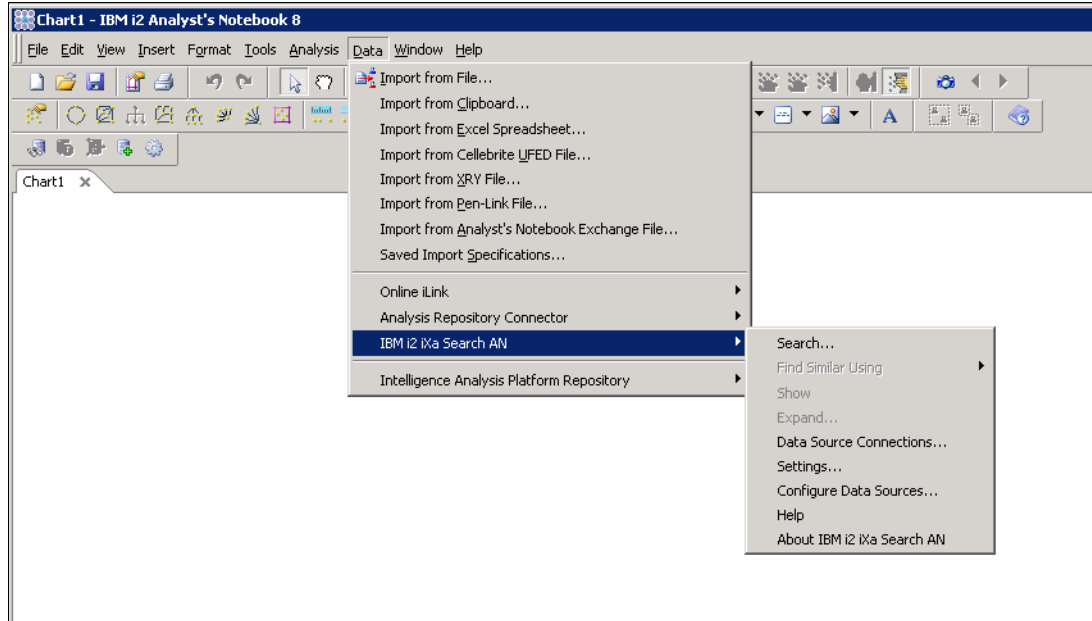 Chart1 - IBM i2 Analyst's Notebook 8
File Edit View Insert Format Tools Analysis Data Window Help
Import from File...
Import from Clipboard...
Import from Excel Spreadsheet...
Import from Cellebrite UFED File...
Import from XRY File...
Import from Pen-Link File...
Import from Analyst's Notebook Exchange File...
Saved Import Specifications...
Online iLink
Analysis Repository Connector
IBM i2 iXa Search AN
Intelligence Analysis Platform Repository
Search...
Find Similar Using
Show
Expand...
Data Source Connections...
Settings...
Configure Data Sources...
Help
About IBM i2 iXa Search AN
A
Chart1